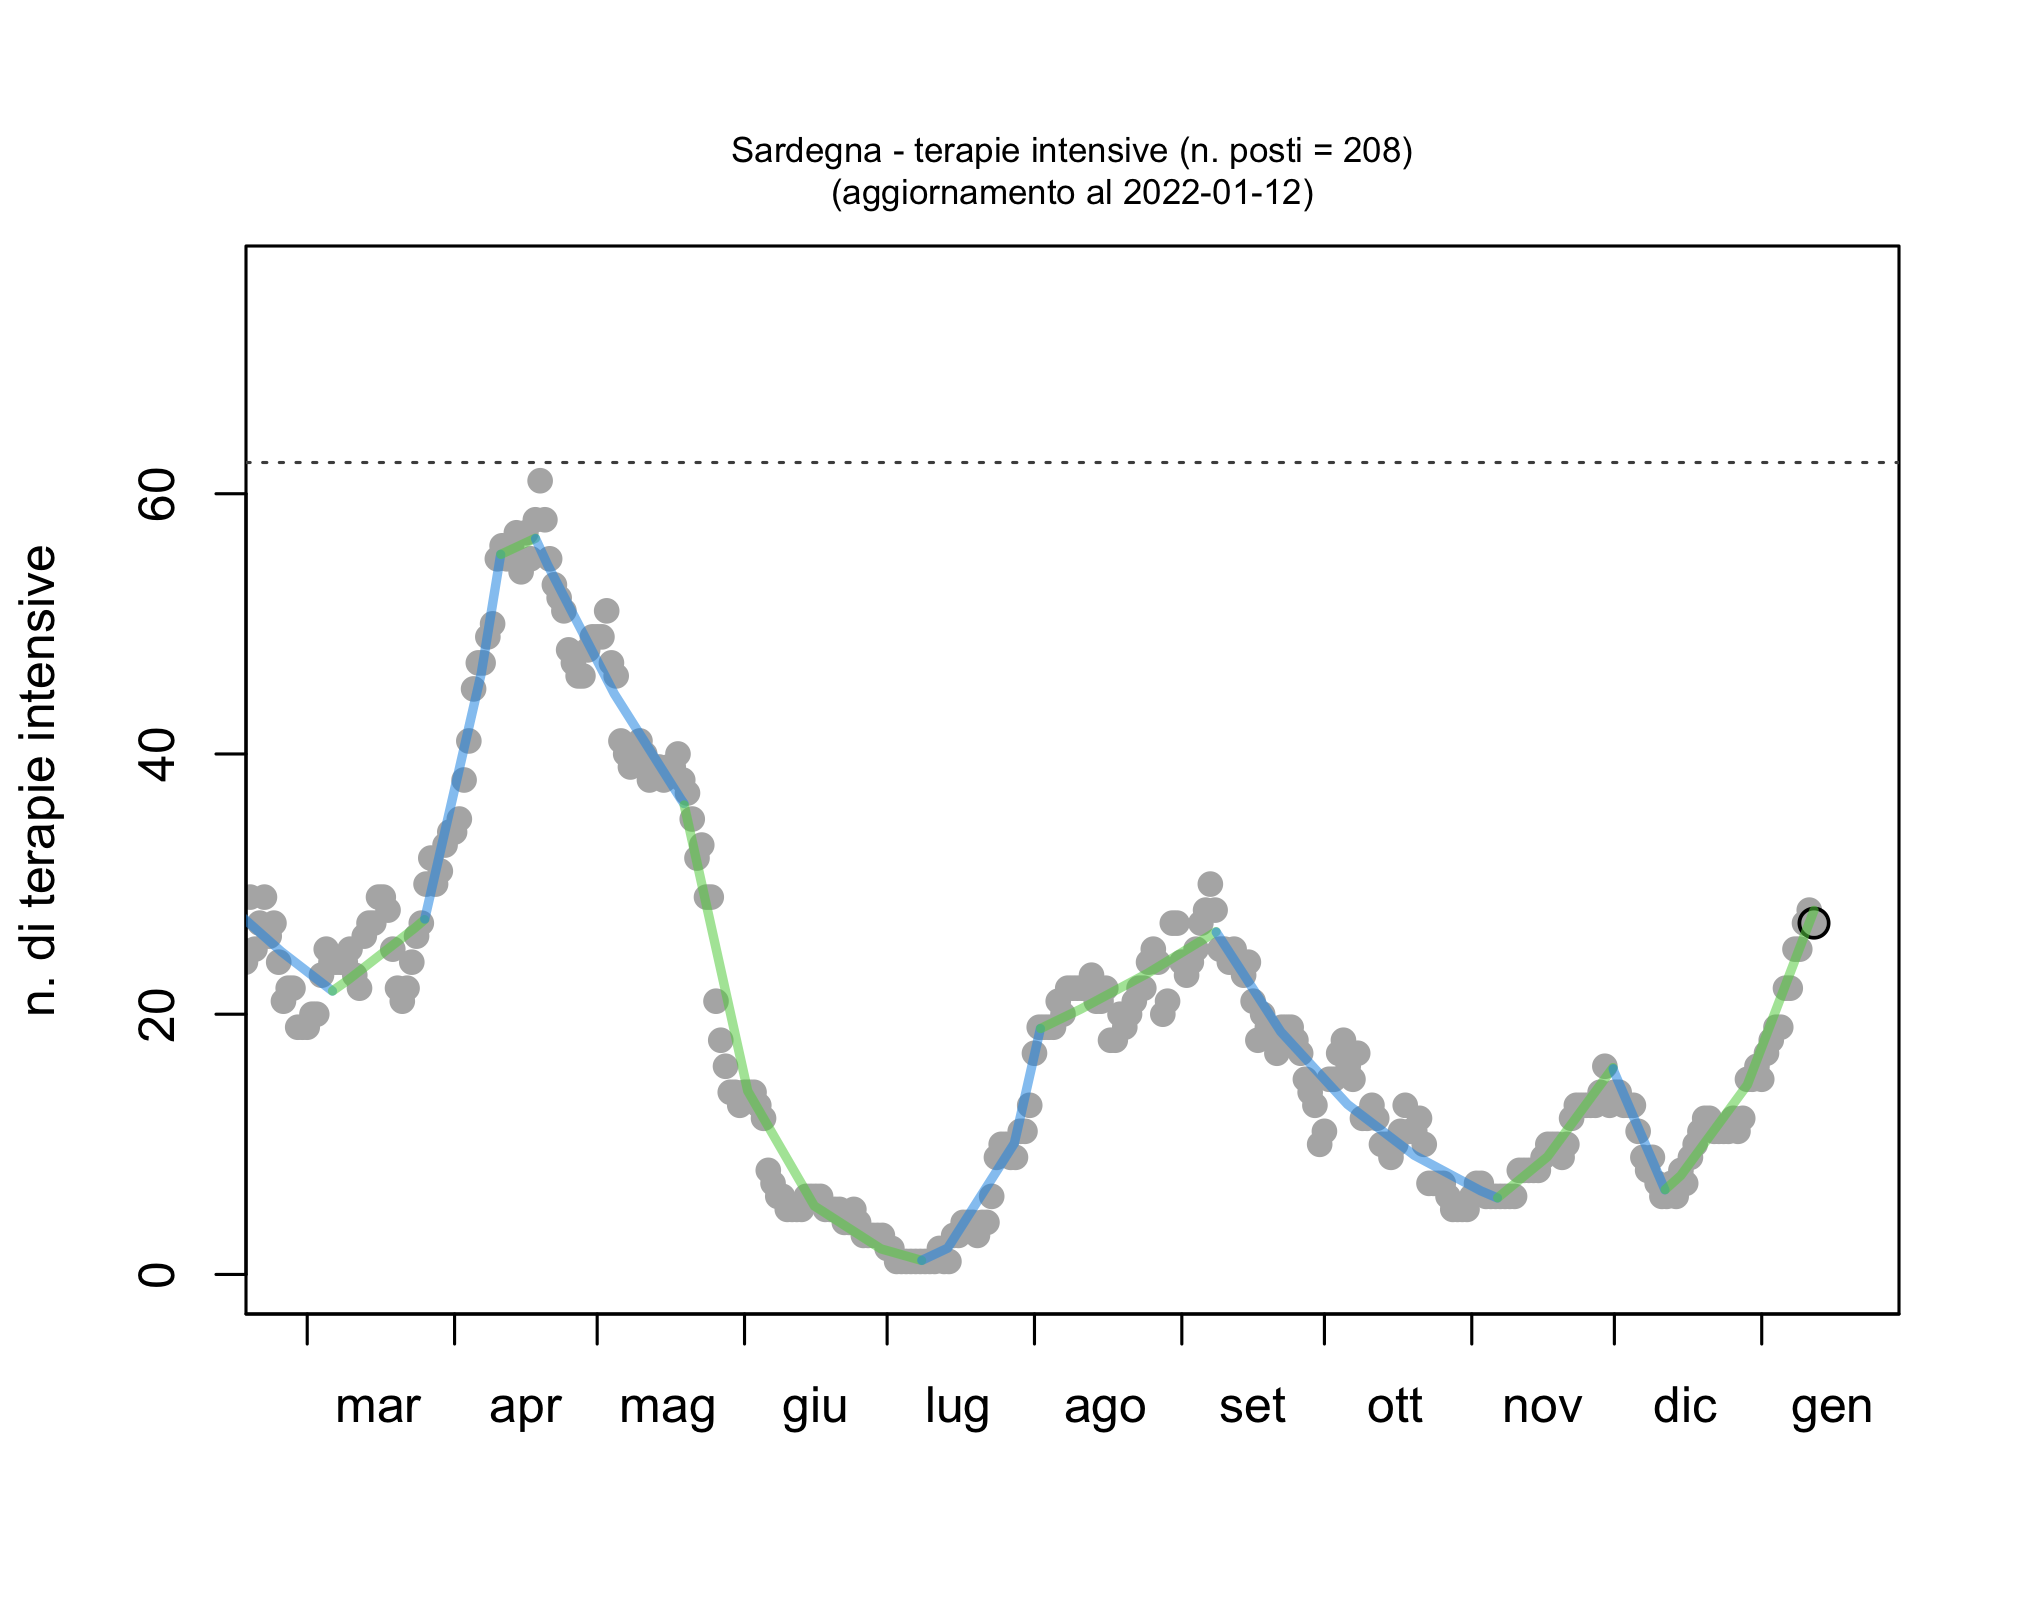 Sardegna - terapie intensive (n. posti = 208)
(aggiornamento al 2022-01-12)
n. di terapie intensive
60
40
20
0
mar apr mag giu lug ago set ott nov dic gen